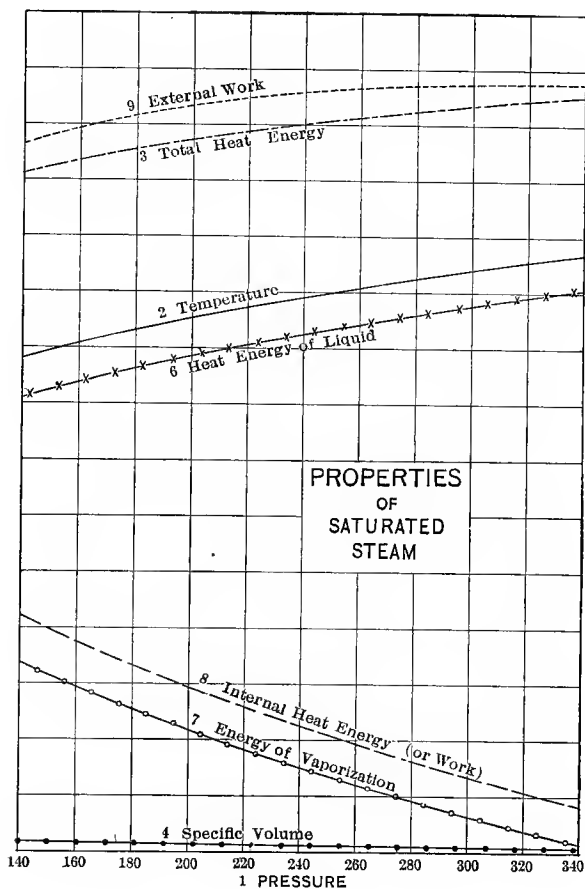 9 External Work
3 Total Heat Energy
2 Temperature
6 Heat Energy of Liquid
PROPERTIES
OF
SATURATED
STEAM
8 Internal Heat Energy (or Work)
7 Energy of Vaporization
4 Specific Volume
140 160 180 200 220 240 260 280 300 320 340
1 PRESSURE